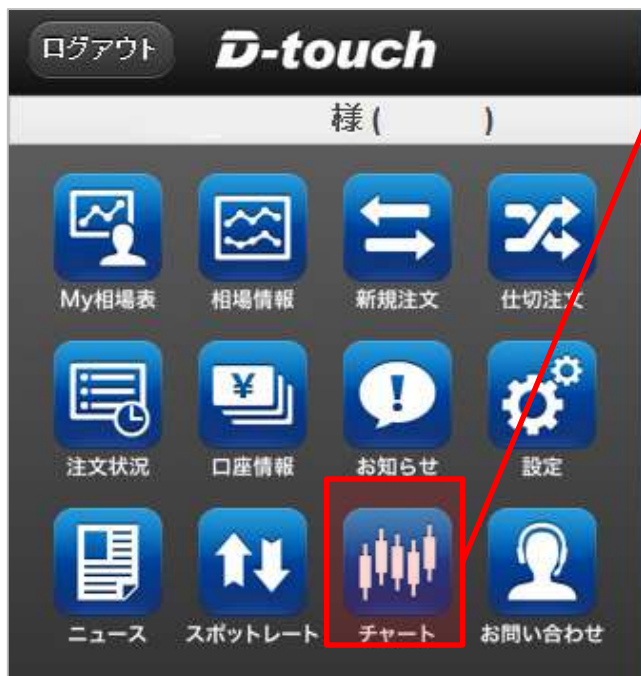 ログアウト D-touch
様( )
My相場表 相場情報 新規注文 仕切注文
注文状況 口座情報 お知らせ 設定
ニュース スポットレート チャート お問い合わせ